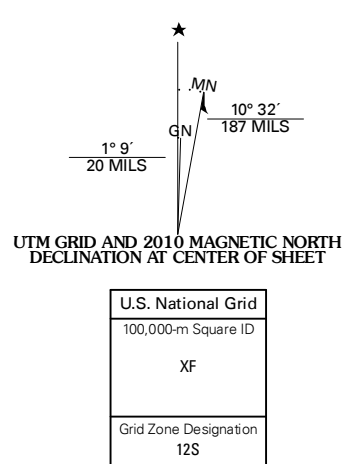 MN
10° 32´
187 MILS
GN
1° 9´
20 MILS
UTM GRID AND 2010 MAGNETIC NORTH
DECLINATION AT CENTER OF SHEET
U.S. National Grid
100,000-m Square ID
XF
Grid Zone Designation
12S